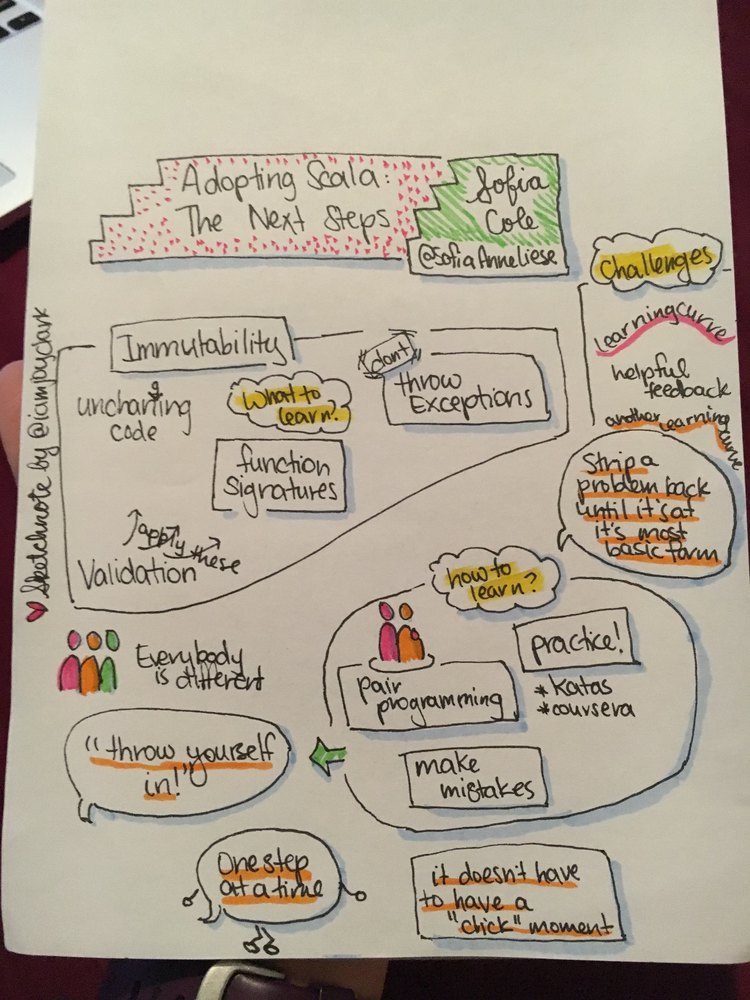 Adopting Scala:
The Next Steps
Sofia
Cole
@SofiaAnneliese
Challenges
learning curve
helpful
feedback
another learning
curve
Immutability
unchanging
code
What to
learn?
don't
throw
Exceptions
function
signatures
apply these
Validation
Strip a
problem back
until it's at
it's most
basic form
how to
learn?
pair
programming
practice!
*Katas
*coursera
make
mistakes
Everybody
is different
"throw yourself
in!"
One step
at a time
it doesn't have
to have a
"click" moment
Sketchnote by @iamjayclark